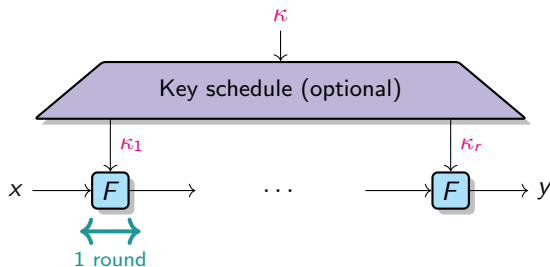 κ
Key schedule (optional)
κ₁ κᵣ
x F ··· F y
1 round